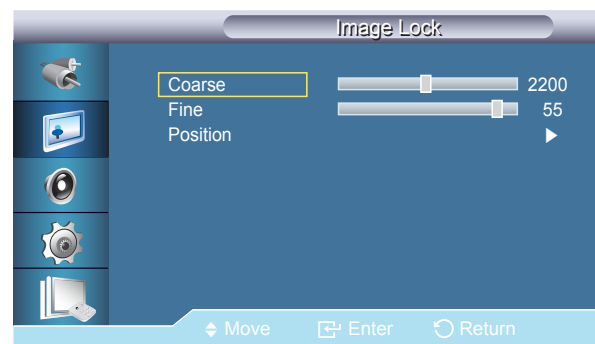 Image Lock
Coarse 2200
Fine 55
Position
Move Enter Return